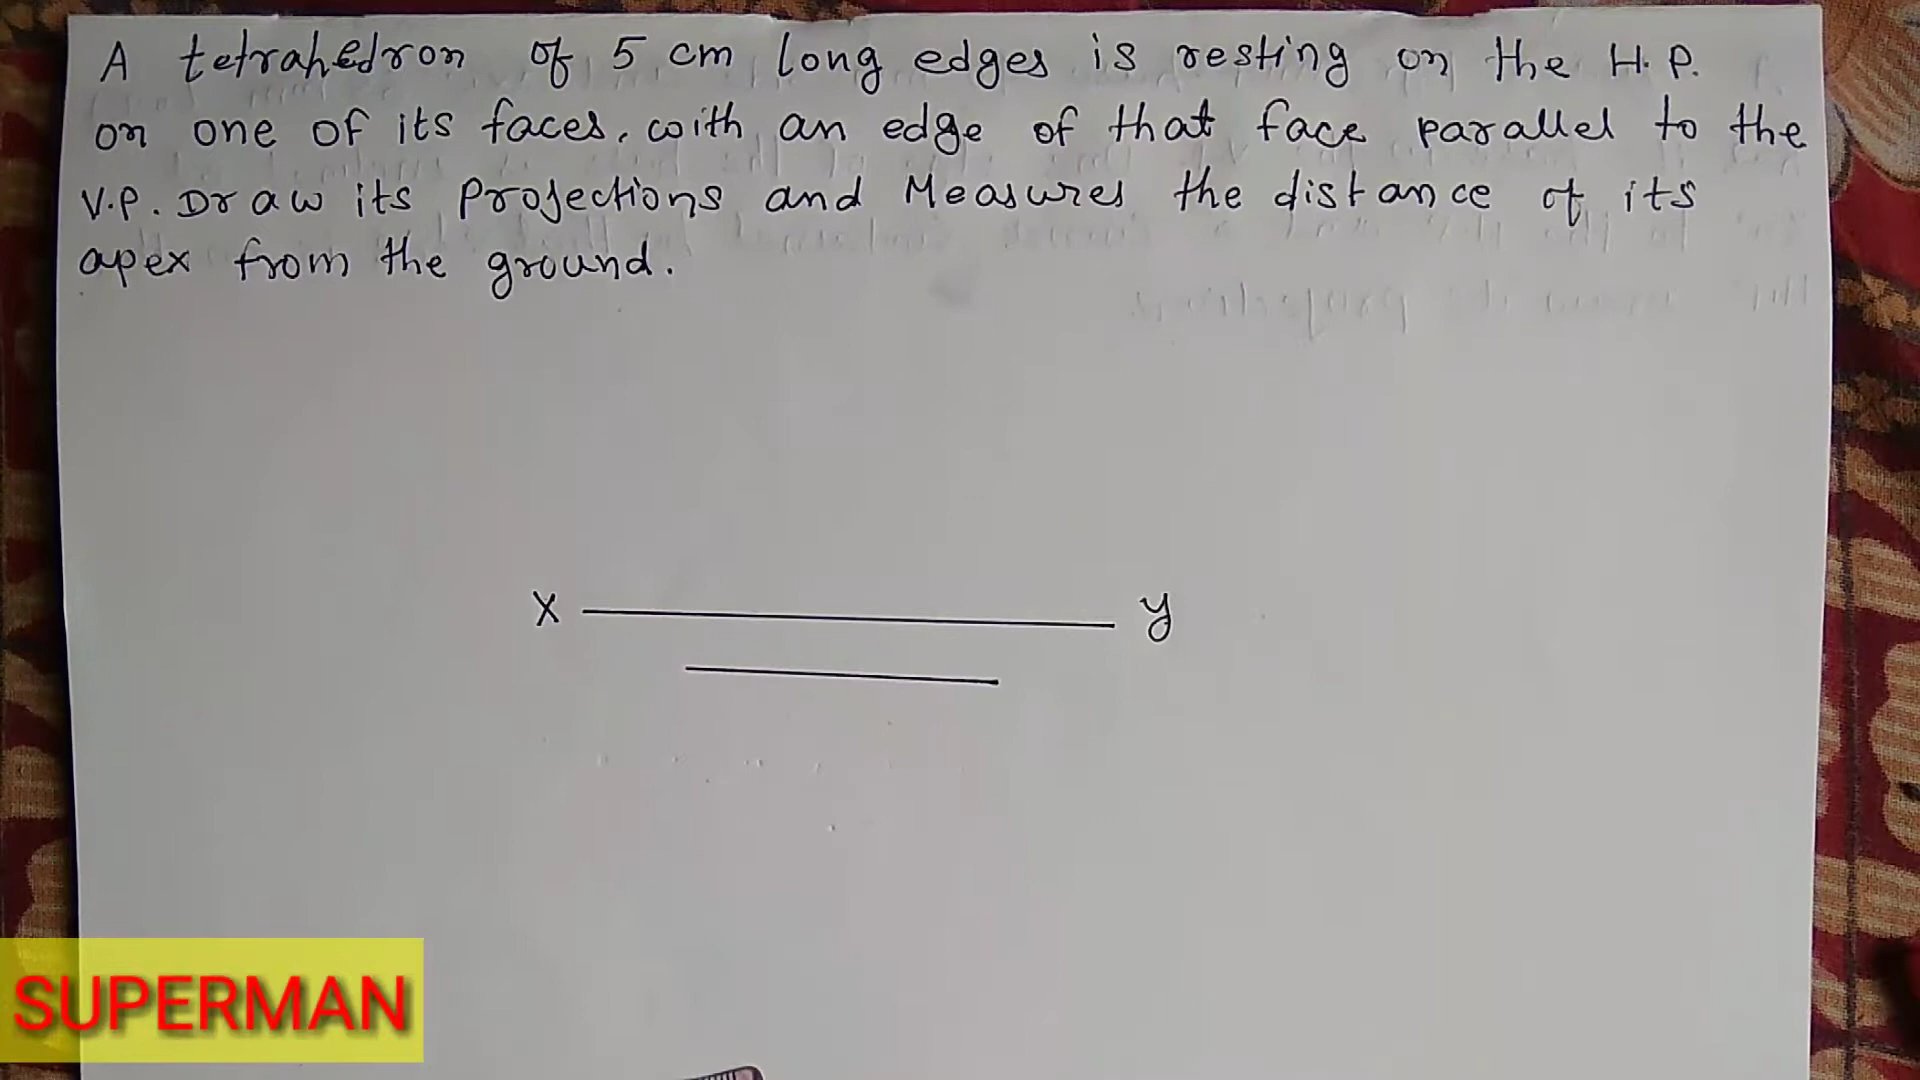 A tetrahedron of 5 cm long edges is resting on the H.P.
on one of its faces, with an edge of that face parallel to the
V.P. Draw its Projections and Measures the distance of its
apex from the ground.
X y
SUPERMAN